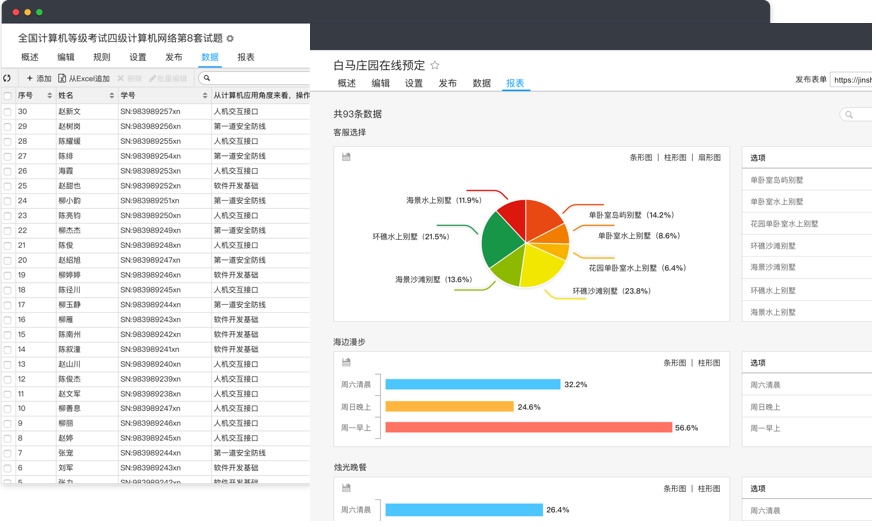 全国计算机等级考试四级计算机网络第8套试题
概述 编辑 规则 设置 发布 数据 报表
+ 添加 从Excel追加 删除 批量编辑
序号 姓名 学号 从计算机应用角度来看，操作
30 赵新文 SN:983989257xn 人机交互接口
29 赵树岗 SN:983989256xn 第一道安全防线
28 陈耀媛 SN:983989255xn 人机交互接口
27 陈绯 SN:983989254xn 第一道安全防线
26 海霞 SN:983989253xn 人机交互接口
25 赵甜也 SN:983989252xn 软件开发基础
24 柳小韵 SN:983989251xn 第一道安全防线
23 陈亮钧 SN:983989250xn 人机交互接口
22 柳杰杰 SN:983989249xn 第一道安全防线
21 陈俊 SN:983989248xn 人机交互接口
20 赵绍旭 SN:983989247xn 第一道安全防线
19 柳婷婷 SN:983989246xn 软件开发基础
18 陈径川 SN:983989245xn 人机交互接口
17 柳玉静 SN:983989244xn 第一道安全防线
16 柳雁 SN:983989243xn 软件开发基础
15 陈南州 SN:983989242xn 软件开发基础
14 陈叙潼 SN:983989241xn 软件开发基础
13 赵山川 SN:983989240xn 人机交互接口
12 陈俊杰 SN:983989239xn 人机交互接口
11 赵文军 SN:983989238xn 人机交互接口
10 柳善息 SN:983989247xn 人机交互接口
9 柳丽 SN:983989246xn 人机交互接口
8 赵婷 SN:983989245xn 人机交互接口
7 张宠 SN:983989244xn 第一道安全防线
6 刘军 SN:983989243xn 软件开发基础
5 SN:983989242xn 软件开发基础
白马庄园在线预定
概述 编辑 设置 发布 数据 报表
发布表单 https://jinsh
共93条数据
客服选择
条形图 | 柱形图 | 扇形图
海景水上别墅（11.9%）
单卧室岛屿别墅（14.2%）
环礁水上别墅（21.5%）
单卧室水上别墅（8.6%）
花园单卧室水上别墅（6.4%）
海景沙滩别墅（13.6%）
环礁沙滩别墅（23.8%）
选项
单卧室岛屿别墅
单卧室水上别墅
花园单卧室水上别墅
环礁沙滩别墅
海景沙滩别墅
环礁水上别墅
海景水上别墅
海边漫步
条形图 | 柱形图
周六清晨 32.2%
周日晚上 24.6%
周一早上 56.6%
选项
周六清晨
周日晚上
周一早上
烛光晚餐
条形图 | 柱形图
周六清晨 26.4%
选项
周六清晨